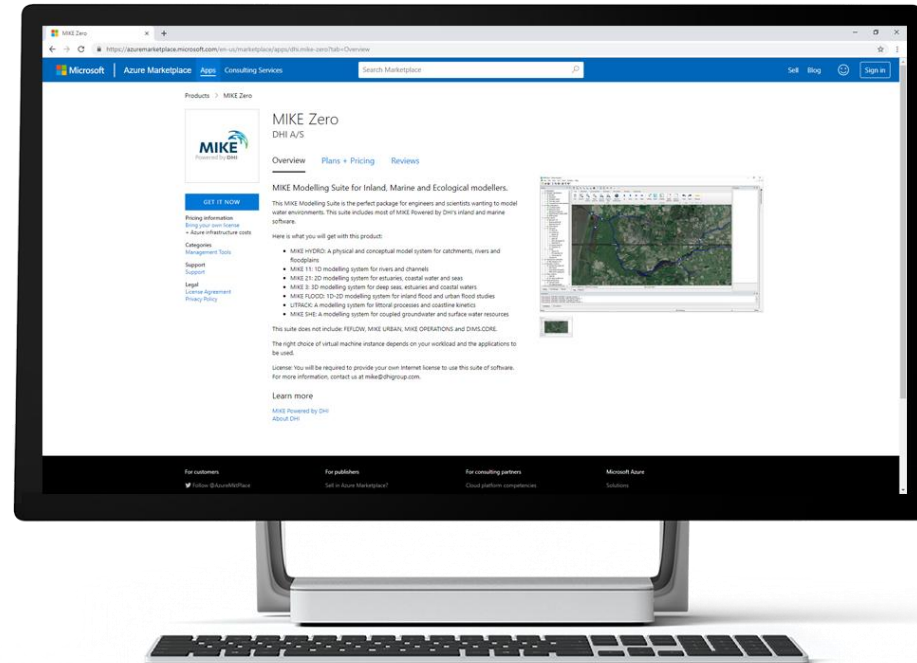 MIKE Zero
https://azuremarketplace.microsoft.com/en-us/marketplace/apps/dhi.mike-zero?tab=Overview
Microsoft Azure Marketplace Apps Consulting Services Search Marketplace Sell Blog Sign in
Products > MIKE Zero
MIKE
Powered by DHI
MIKE Zero
DHI A/S
Overview Plans + Pricing Reviews
GET IT NOW
Pricing information
Bring your own license
+ Azure infrastructure costs
Categories
Management Tools
Support
Support
Legal
License Agreement
Privacy Policy
MIKE Modelling Suite for Inland, Marine and Ecological modellers.
This MIKE Modelling Suite is the perfect package for engineers and scientists wanting to model
water environments. This suite includes most of MIKE Powered by DHI's inland and marine
software.
Here is what you will get with this product:
• MIKE HYDRO: A physical and conceptual model system for catchments, rivers and
floodplains
• MIKE 11: 1D modelling system for rivers and channels
• MIKE 21: 2D modelling system for estuaries, coastal water and seas
• MIKE 3: 3D modelling system for deep seas, estuaries and coastal waters
• MIKE FLOOD: 1D-2D modelling system for inland flood and urban flood studies
• LITPACK: A modelling system for littoral processes and coastline kinetics
• MIKE SHE: A modelling system for coupled groundwater and surface water resources
This suite does not include: FEFLOW, MIKE URBAN, MIKE OPERATIONS and DIMS.CORE.
The right choice of virtual machine instance depends on your workload and the applications to
be used.
License: You will be required to provide your own Internet license to use this suite of software.
For more information, contact us at mike@dhigroup.com.
Learn more
MIKE Powered by DHI
About DHI
For customers For publishers For consulting partners Microsoft Azure
Follow @AzureMktPlace Sell in Azure Marketplace? Cloud platform competencies Solutions